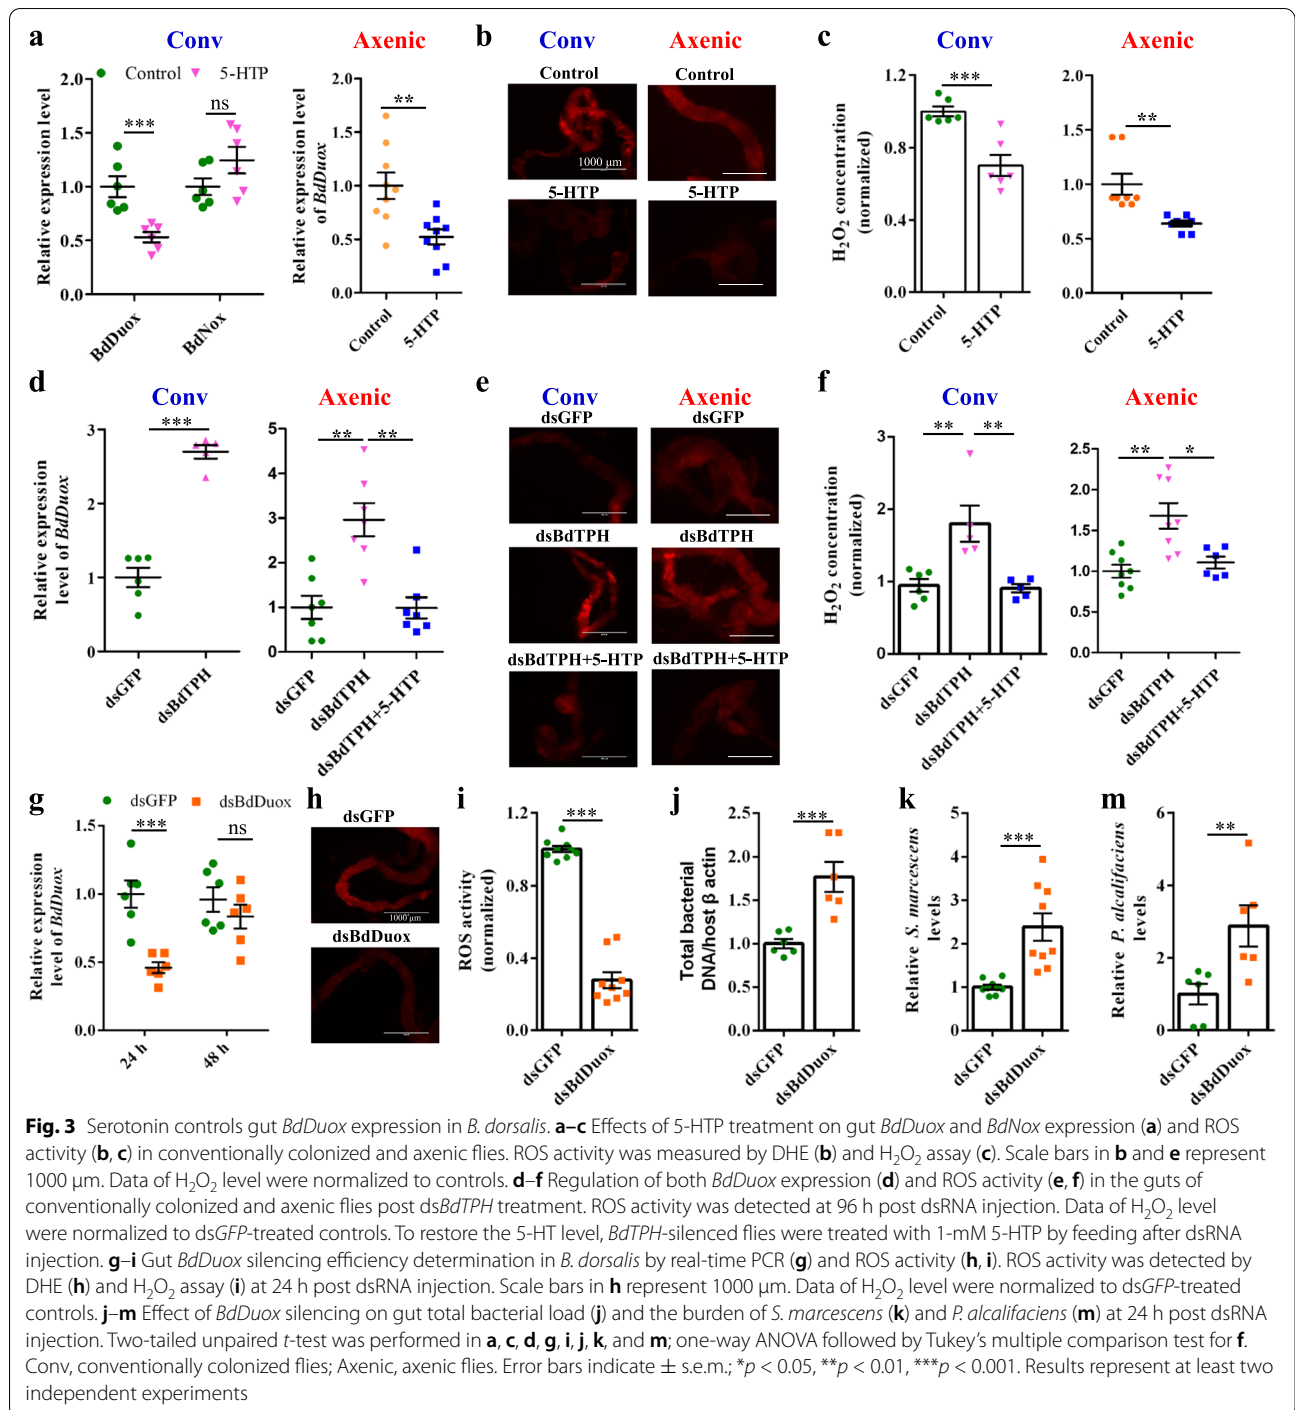 a
Conv
Axenic
Control
5-HTP
Relative expression level
2.0
1.5
1.0
0.5
0.0
***
ns
BdDuox
BdNox
Relative expression level
of BdDuox
2.0
1.5
1.0
0.5
0.0
**
Control
5-HTP
b
Conv
Axenic
Control
Control
1000 µm
5-HTP
5-HTP
c
Conv
Axenic
H2O2 concentration
(normalized)
1.2
0.8
0.4
0.0
***
Control
5-HTP
2.0
1.5
1.0
0.5
0.0
**
Control
5-HTP
d
Conv
Axenic
Relative expression
level of BdDuox
3
2
1
0
***
dsGFP
dsBdTPH
5
4
3
2
1
0
**
**
dsGFP
dsBdTPH
dsBdTPH+5-HTP
e
Conv
Axenic
dsGFP
dsGFP
dsBdTPH
dsBdTPH
dsBdTPH+5-HTP
dsBdTPH+5-HTP
f
Conv
Axenic
H2O2 concentration
(normalized)
3
2
1
0
**
**
dsGFP
dsBdTPH
dsBdTPH+5-HTP
2.5
2.0
1.5
1.0
0.5
0.0
**
*
dsGFP
dsBdTPH
dsBdTPH+5-HTP
g
dsGFP
dsBdDuox
Relative expression
level of BdDuox
1.5
1.0
0.5
0.0
***
ns
24 h
48 h
h
dsGFP
1000 µm
dsBdDuox
i
ROS activity
(normalized)
1.2
0.8
0.4
0.0
***
dsGFP
dsBdDuox
j
Total bacterial
DNA/host β actin
2.5
2.0
1.5
1.0
0.5
0.0
***
dsGFP
dsBdDuox
k
Relative S. marcescens
levels
5
4
3
2
1
0
***
dsGFP
dsBdDuox
m
Relative P. alcalifaciens
levels
6
4
2
0
**
dsGFP
dsBdDuox
Fig. 3 Serotonin controls gut BdDuox expression in B. dorsalis. a–c Effects of 5-HTP treatment on gut BdDuox and BdNox expression (a) and ROS
activity (b, c) in conventionally colonized and axenic flies. ROS activity was measured by DHE (b) and H2O2 assay (c). Scale bars in b and e represent
1000 µm. Data of H2O2 level were normalized to controls. d–f Regulation of both BdDuox expression (d) and ROS activity (e, f) in the guts of
conventionally colonized and axenic flies post dsBdTPH treatment. ROS activity was detected at 96 h post dsRNA injection. Data of H2O2 level
were normalized to dsGFP-treated controls. To restore the 5-HT level, BdTPH-silenced flies were treated with 1-mM 5-HTP by feeding after dsRNA
injection. g–i Gut BdDuox silencing efficiency determination in B. dorsalis by real-time PCR (g) and ROS activity (h, i). ROS activity was detected by
DHE (h) and H2O2 assay (i) at 24 h post dsRNA injection. Scale bars in h represent 1000 µm. Data of H2O2 level were normalized to dsGFP-treated
controls. j–m Effect of BdDuox silencing on gut total bacterial load (j) and the burden of S. marcescens (k) and P. alcalifaciens (m) at 24 h post dsRNA
injection. Two-tailed unpaired t-test was performed in a, c, d, g, i, j, k, and m; one-way ANOVA followed by Tukey's multiple comparison test for f.
Conv, conventionally colonized flies; Axenic, axenic flies. Error bars indicate ± s.e.m.; *p < 0.05, **p < 0.01, ***p < 0.001. Results represent at least two
independent experiments